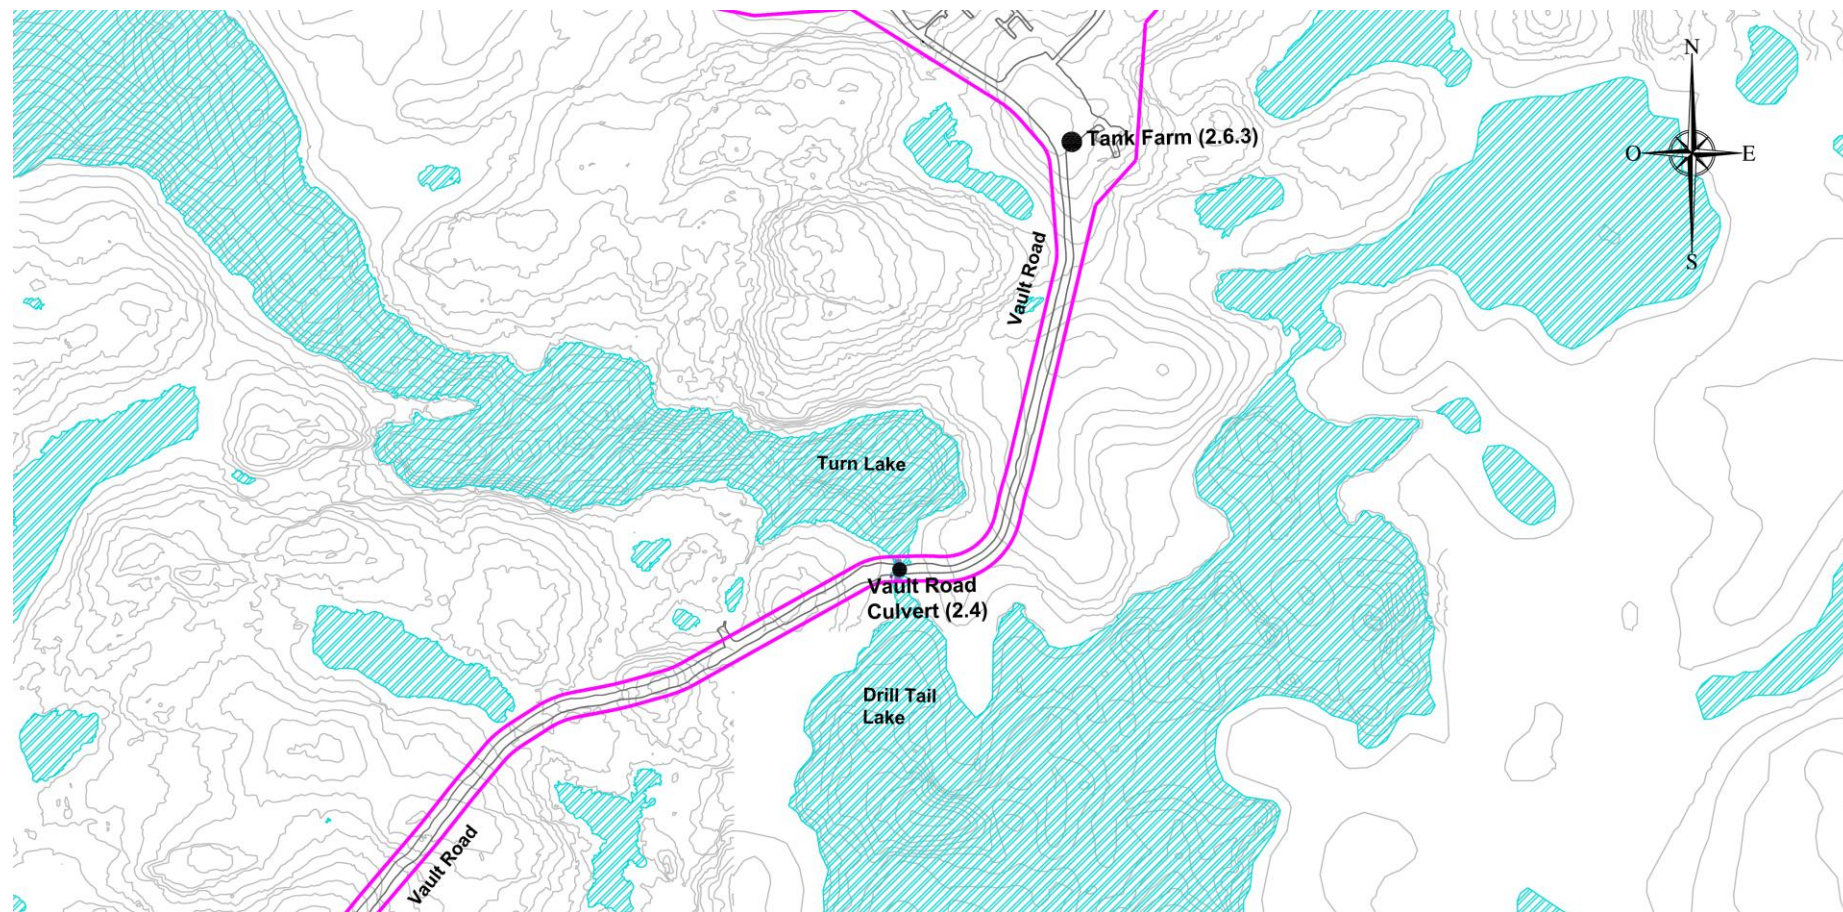 N
Tank Farm (2.6.3)
O
E
S
Vault Road
Turn Lake
Vault Road
Culvert (2.4)
Drill Tail
Lake
Vault Road